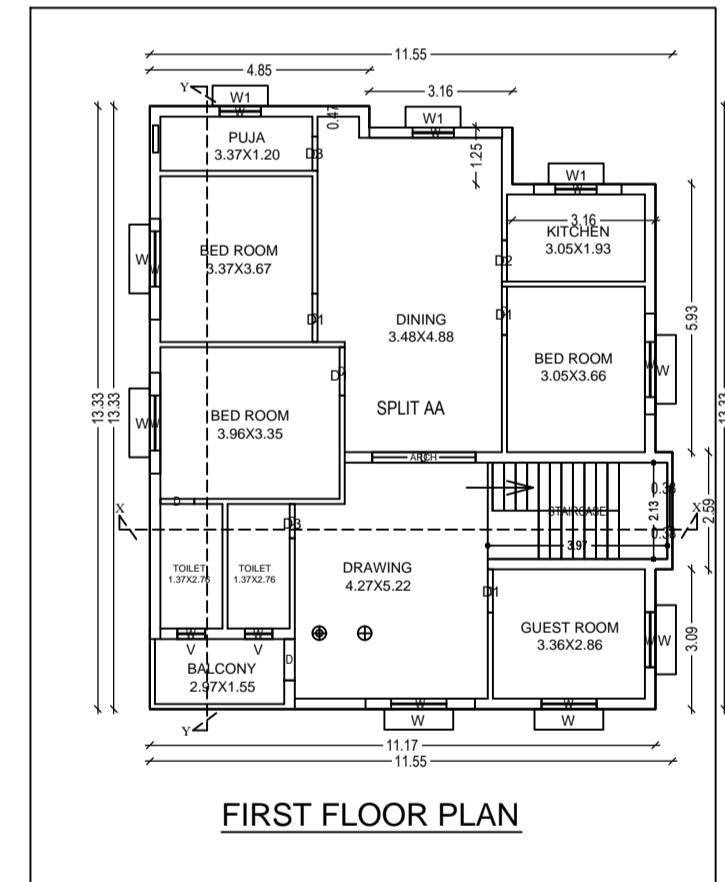 11.55
4.85
Y
W1
W
3.16
0.47
W1
W
PUJA
3.37X1.20
D3
1.25
W1
W
3.16
KITCHEN
3.05X1.93
BED ROOM
3.37X3.67
W
W
D2
D1
D1
DINING
3.48X4.88
5.93
BED ROOM
3.05X3.66
W
W
D
13.33
13.33
13.33
BED ROOM
3.96X3.35
W
W
SPLIT AA
ARCH
D
X
D
0.38
2.13
2.59
X
STAIRCASE
0.38
3.97
D3
TOILET
1.37X2.76
TOILET
1.37X2.76
DRAWING
4.27X5.22
D1
GUEST ROOM
3.36X2.86
3.09
W
W
W
V
W
V
BALCONY
2.97X1.55
D
W
W
W
W
Y
11.17
11.55
FIRST FLOOR PLAN